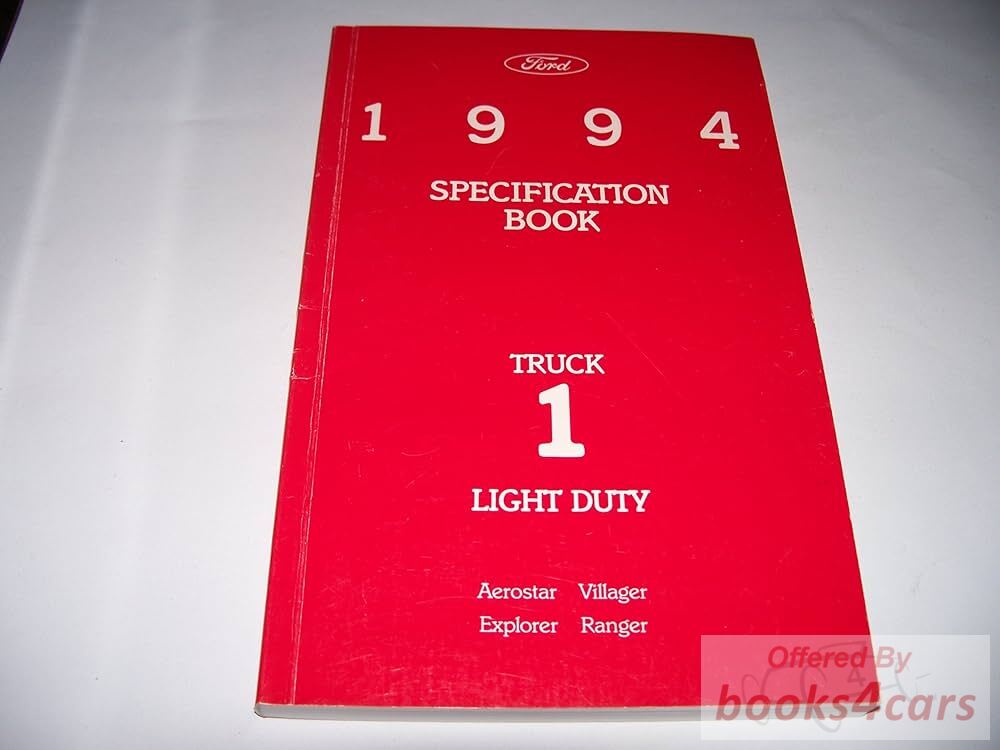 Ford
1 9 9 4
SPECIFICATION
BOOK
TRUCK
1
LIGHT DUTY
Aerostar Villager
Explorer Ranger
Offered By
books4cars